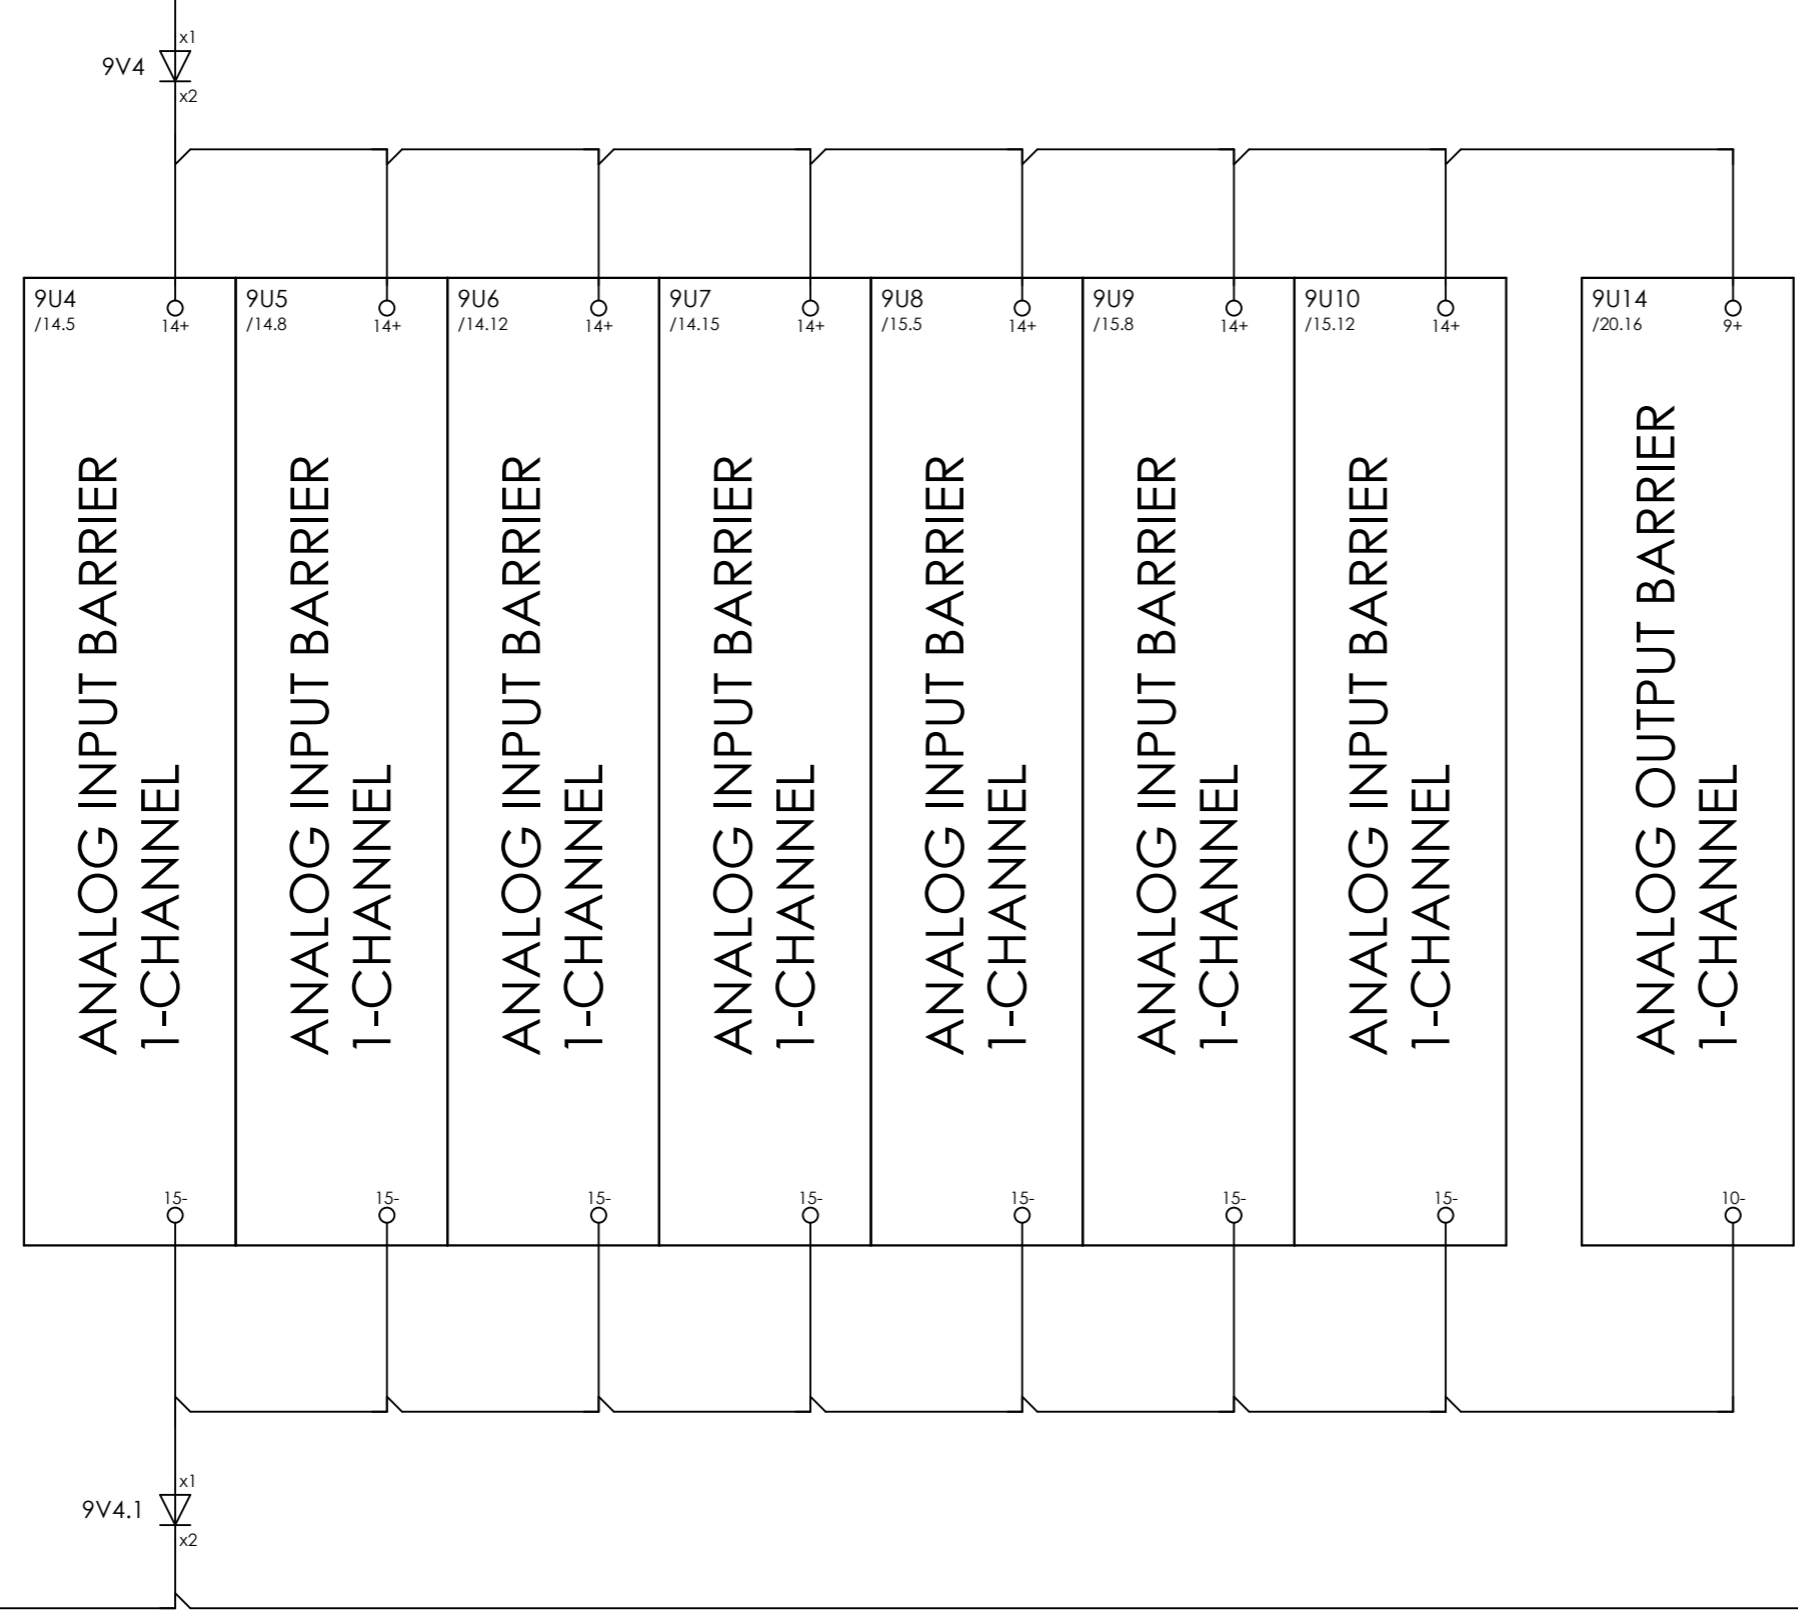 x1
9V4
x2
9U4
/14.5
14+
9U5
/14.8
14+
9U6
/14.12
14+
9U7
/14.15
14+
9U8
/15.5
14+
9U9
/15.8
14+
9U10
/15.12
14+
9U14
/20.16
9+
ANALOG INPUT BARRIER
1-CHANNEL
ANALOG INPUT BARRIER
1-CHANNEL
ANALOG INPUT BARRIER
1-CHANNEL
ANALOG INPUT BARRIER
1-CHANNEL
ANALOG INPUT BARRIER
1-CHANNEL
ANALOG INPUT BARRIER
1-CHANNEL
ANALOG INPUT BARRIER
1-CHANNEL
ANALOG OUTPUT BARRIER
1-CHANNEL
15-
15-
15-
15-
15-
15-
15-
10-
x1
9V4.1
x2